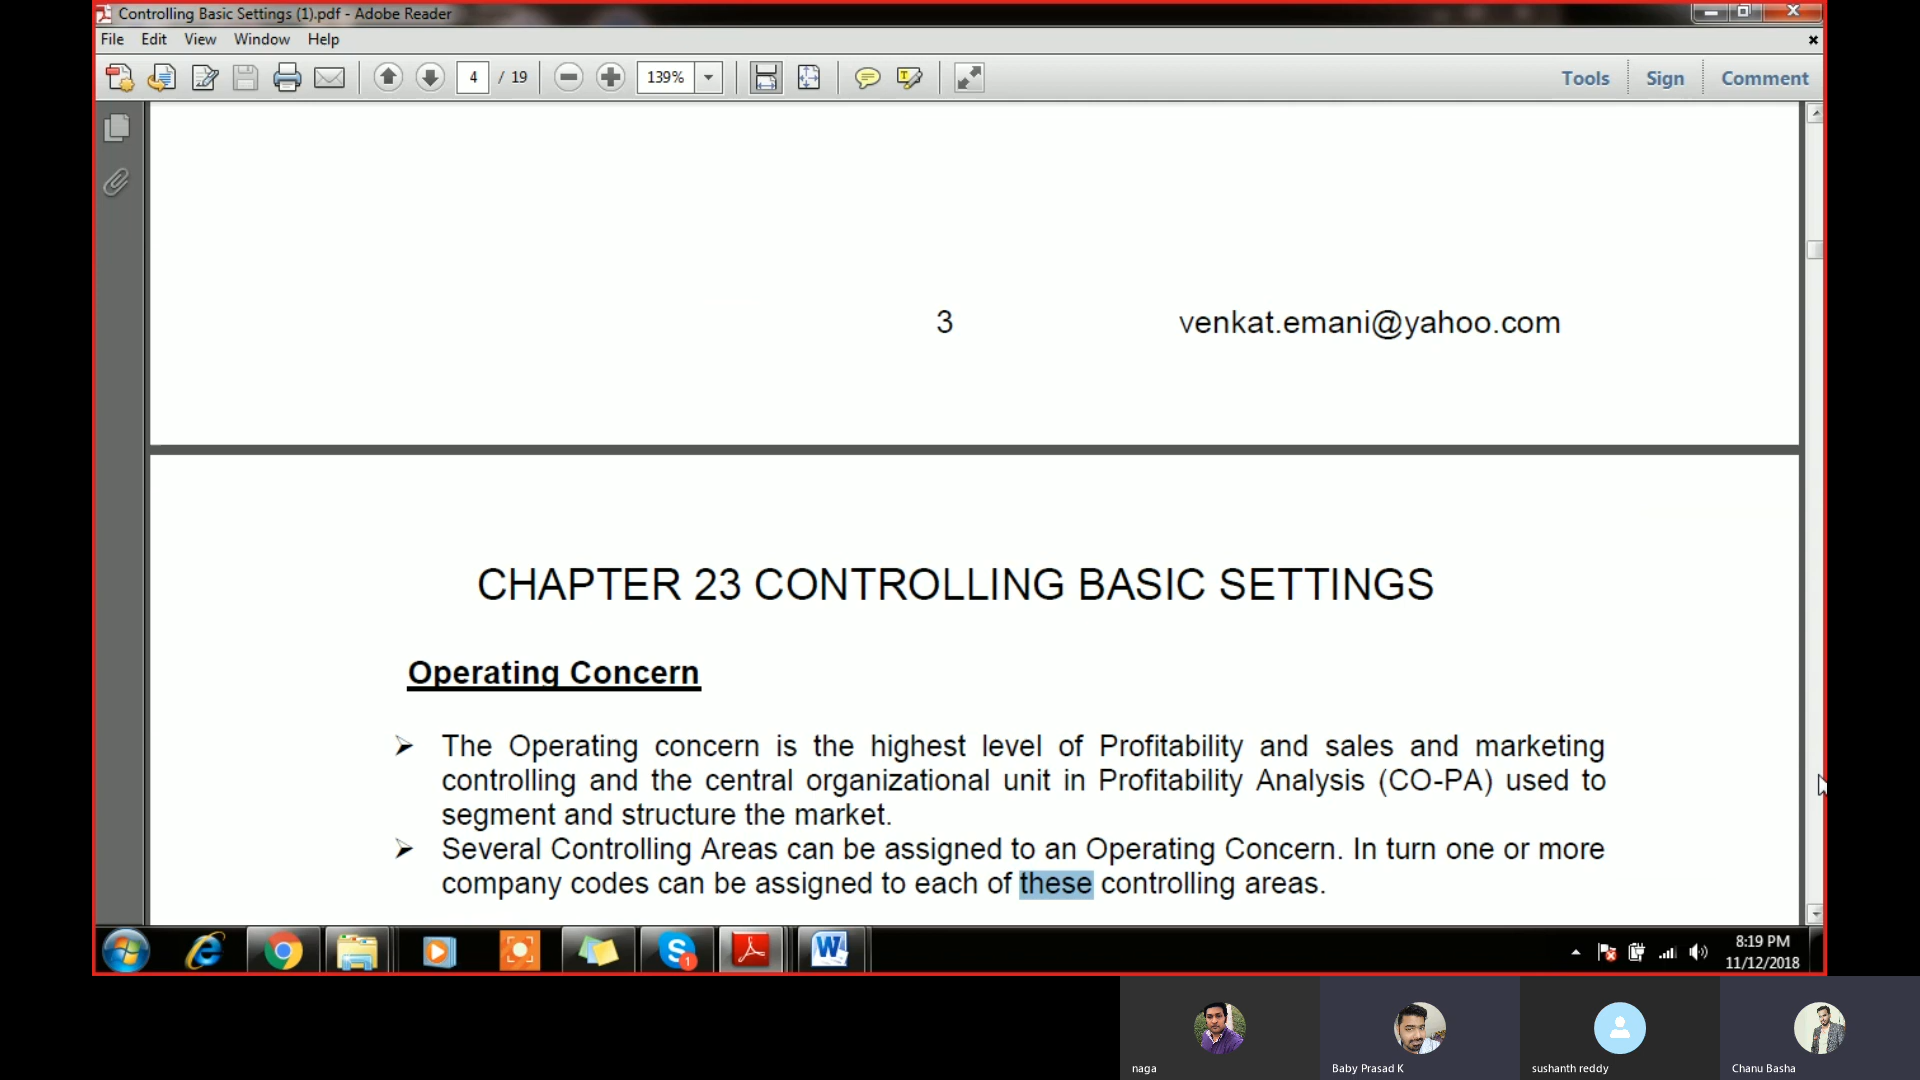 Controlling Basic Settings (1).pdf - Adobe Reader
File Edit View Window Help
4 / 19 139% Tools Sign Comment
3 venkat.emani@yahoo.com
CHAPTER 23 CONTROLLING BASIC SETTINGS
Operating Concern
➢ The Operating concern is the highest level of Profitability and sales and marketing
controlling and the central organizational unit in Profitability Analysis (CO-PA) used to
segment and structure the market.
➢ Several Controlling Areas can be assigned to an Operating Concern. In turn one or more
company codes can be assigned to each of these controlling areas.
1
8:19 PM
11/12/2018
naga Baby Prasad K sushanth reddy Chanu Basha